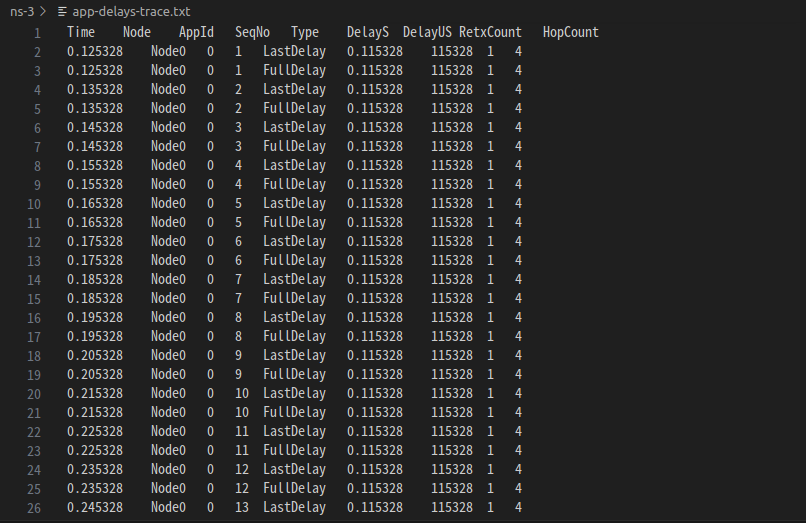 ns-3 > app-delays-trace.txt
1 Time Node AppId SeqNo Type DelayS DelayUS RetxCount HopCount
2 0.125328 Node0 0 1 LastDelay 0.115328 115328 1 4
3 0.125328 Node0 0 1 FullDelay 0.115328 115328 1 4
4 0.135328 Node0 0 2 LastDelay 0.115328 115328 1 4
5 0.135328 Node0 0 2 FullDelay 0.115328 115328 1 4
6 0.145328 Node0 0 3 LastDelay 0.115328 115328 1 4
7 0.145328 Node0 0 3 FullDelay 0.115328 115328 1 4
8 0.155328 Node0 0 4 LastDelay 0.115328 115328 1 4
9 0.155328 Node0 0 4 FullDelay 0.115328 115328 1 4
10 0.165328 Node0 0 5 LastDelay 0.115328 115328 1 4
11 0.165328 Node0 0 5 FullDelay 0.115328 115328 1 4
12 0.175328 Node0 0 6 LastDelay 0.115328 115328 1 4
13 0.175328 Node0 0 6 FullDelay 0.115328 115328 1 4
14 0.185328 Node0 0 7 LastDelay 0.115328 115328 1 4
15 0.185328 Node0 0 7 FullDelay 0.115328 115328 1 4
16 0.195328 Node0 0 8 LastDelay 0.115328 115328 1 4
17 0.195328 Node0 0 8 FullDelay 0.115328 115328 1 4
18 0.205328 Node0 0 9 LastDelay 0.115328 115328 1 4
19 0.205328 Node0 0 9 FullDelay 0.115328 115328 1 4
20 0.215328 Node0 0 10 LastDelay 0.115328 115328 1 4
21 0.215328 Node0 0 10 FullDelay 0.115328 115328 1 4
22 0.225328 Node0 0 11 LastDelay 0.115328 115328 1 4
23 0.225328 Node0 0 11 FullDelay 0.115328 115328 1 4
24 0.235328 Node0 0 12 LastDelay 0.115328 115328 1 4
25 0.235328 Node0 0 12 FullDelay 0.115328 115328 1 4
26 0.245328 Node0 0 13 LastDelay 0.115328 115328 1 4